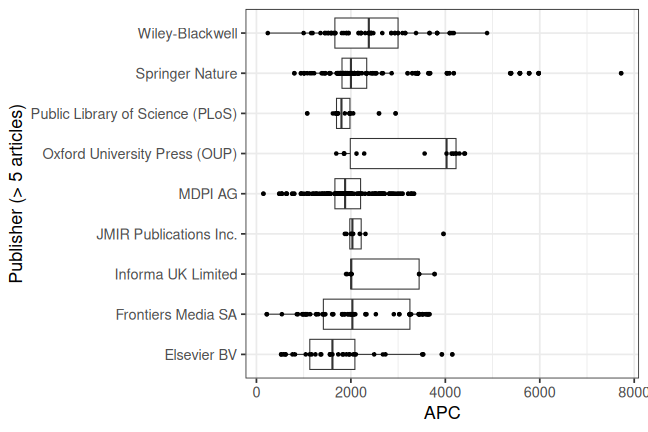 Publisher (> 5 articles)
Wiley-Blackwell
Springer Nature
Public Library of Science (PLoS)
Oxford University Press (OUP)
MDPI AG
JMIR Publications Inc.
Informa UK Limited
Frontiers Media SA
Elsevier BV
0 2000 4000 6000 8000
APC